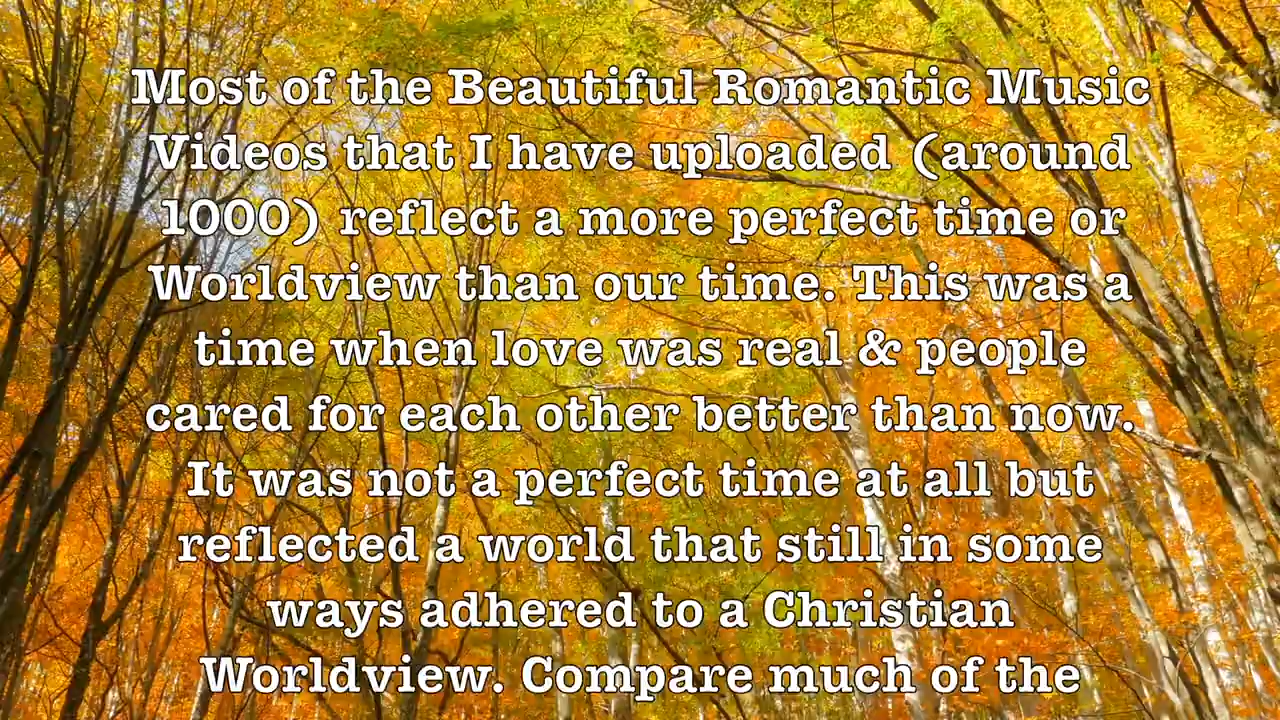 Most of the Beautiful Romantic Music
Videos that I have uploaded (around
1000) reflect a more perfect time or
Worldview than our time. This was a
time when love was real & people
cared for each other better than now.
It was not a perfect time at all but
reflected a world that still in some
ways adhered to a Christian
Worldview. Compare much of the